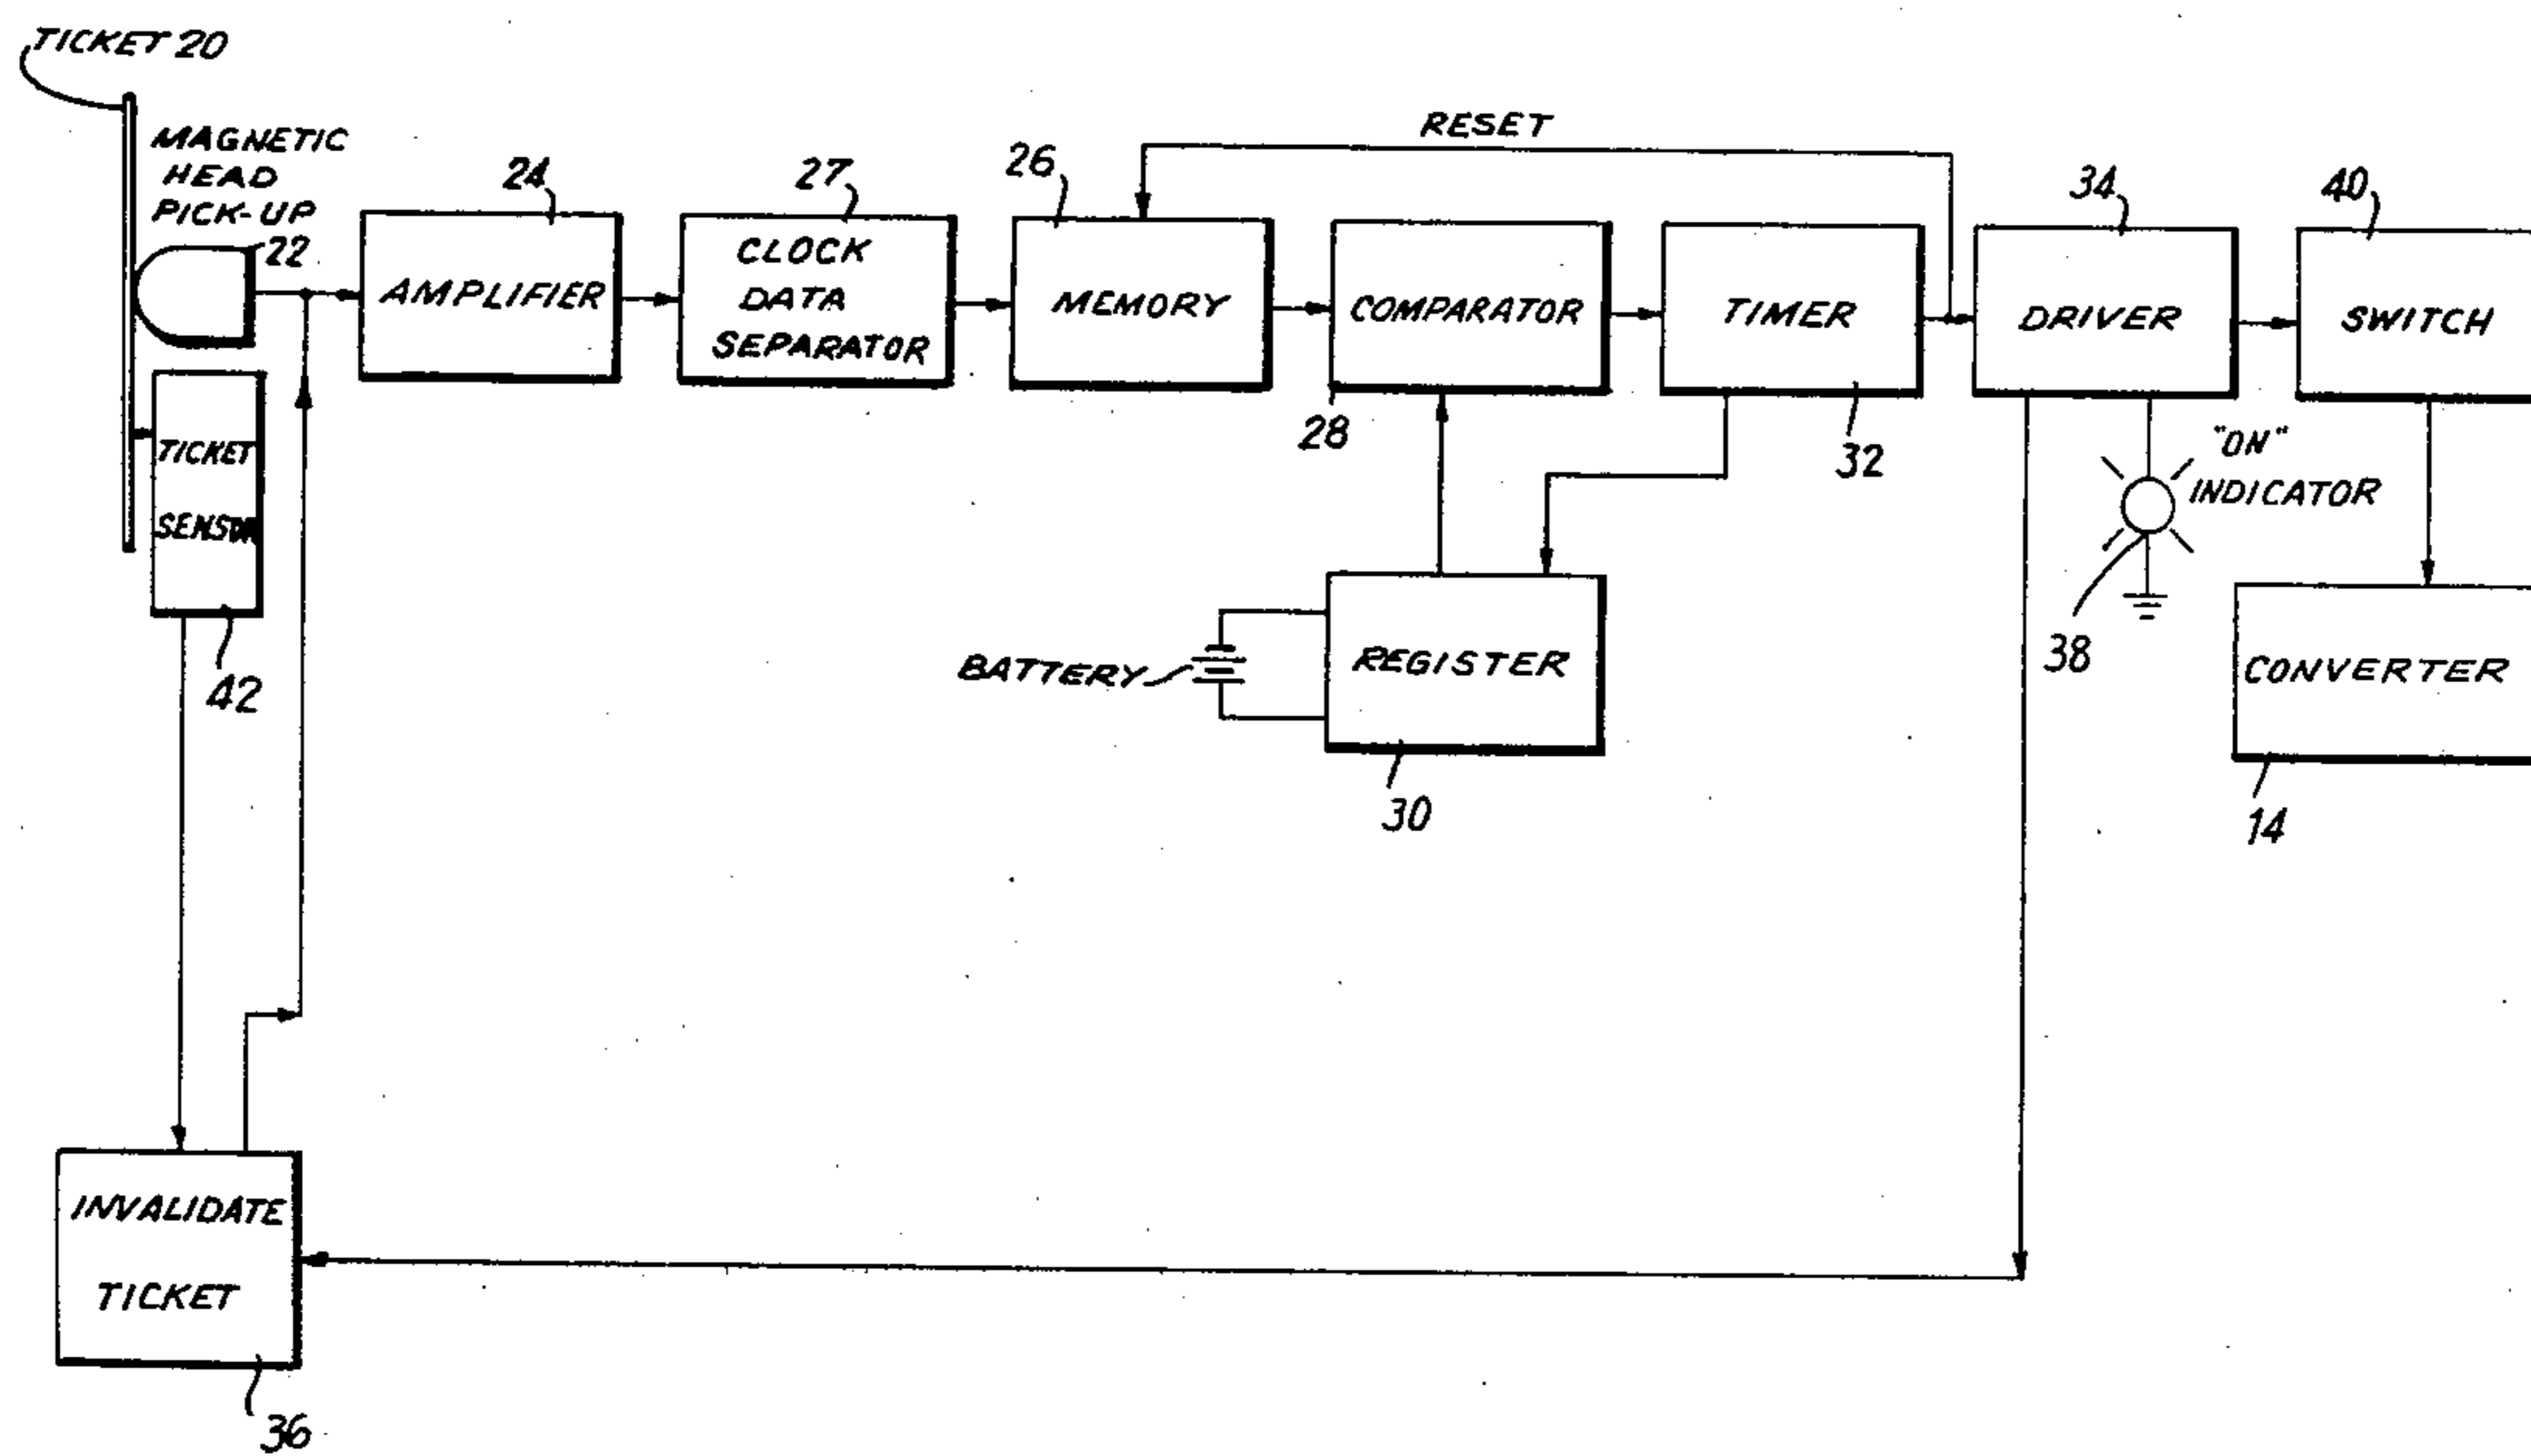 TICKET 20
MAGNETIC
HEAD
PICK-UP
22
24
AMPLIFIER
27
CLOCK
DATA
SEPARATOR
26
MEMORY
RESET
28
COMPARATOR
TIMER
32
34
DRIVER
40
SWITCH
"ON"
INDICATOR
38
TICKET
SENSOR
42
BATTERY
REGISTER
30
CONVERTER
14
INVALIDATE
TICKET
36